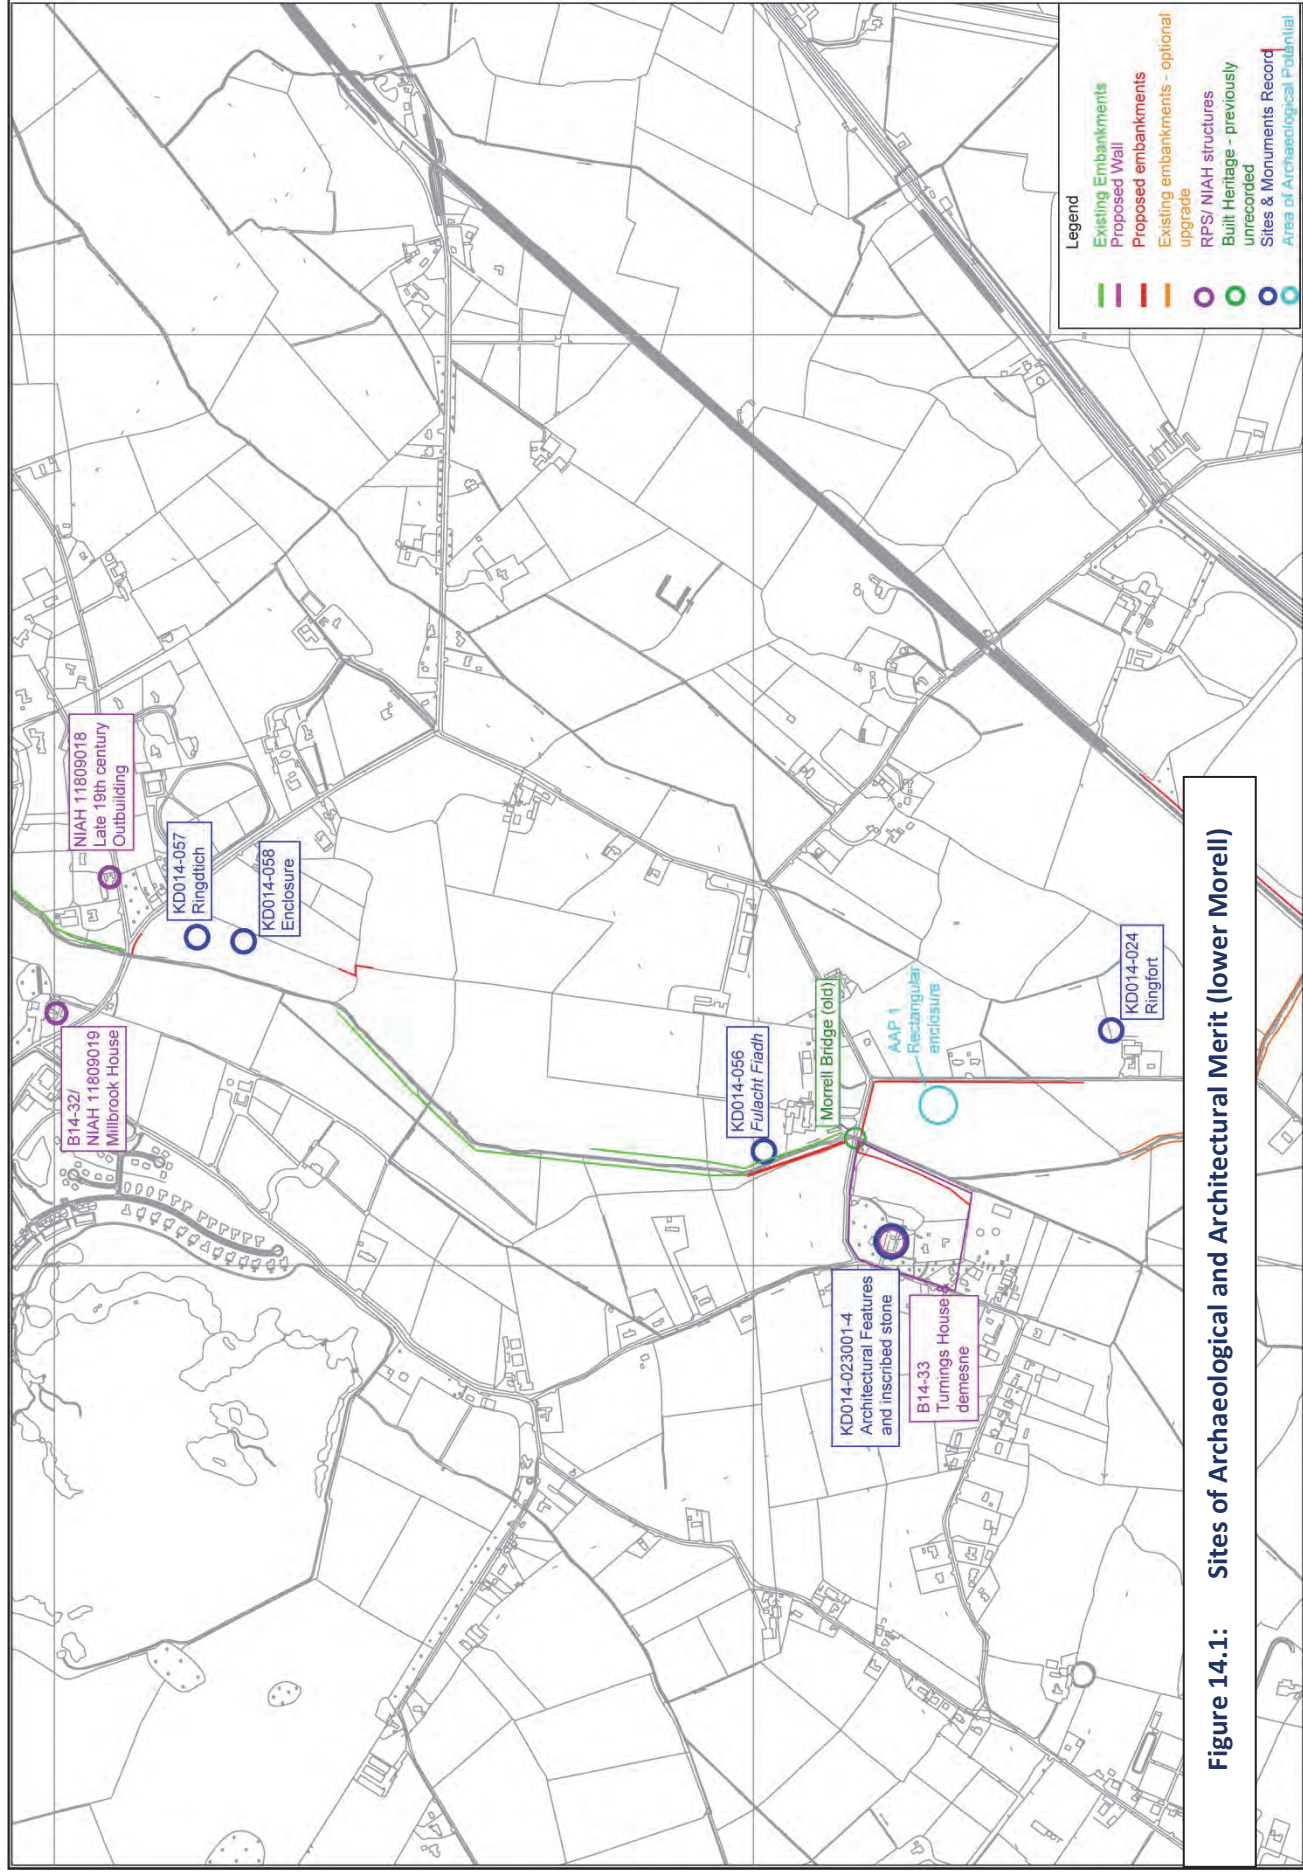 NIAH 11809018
Late 19th century
Outbuilding
KD014-057
Ringdtich
KD014-058
Enclosure
B14-32/
NIAH 11809019
Millbrook House
KD014-056
Fulacht Fiadh
Morrell Bridge (old)
AAP 1
Rectangular
enclosure
KD014-024
Ringfort
KD014-023001-4
Architectural Features
and inscribed stone
B14-33
Turnings House &
demesne
Legend
Existing Embankments
Proposed Wall
Proposed embankments
Existing embankments - optional
upgrade
RPS/ NIAH structures
Built Heritage - previously
unrecorded
Sites & Monuments Record
Area of Archaeological Potential
Figure 14.1: Sites of Archaeological and Architectural Merit (lower Morell)